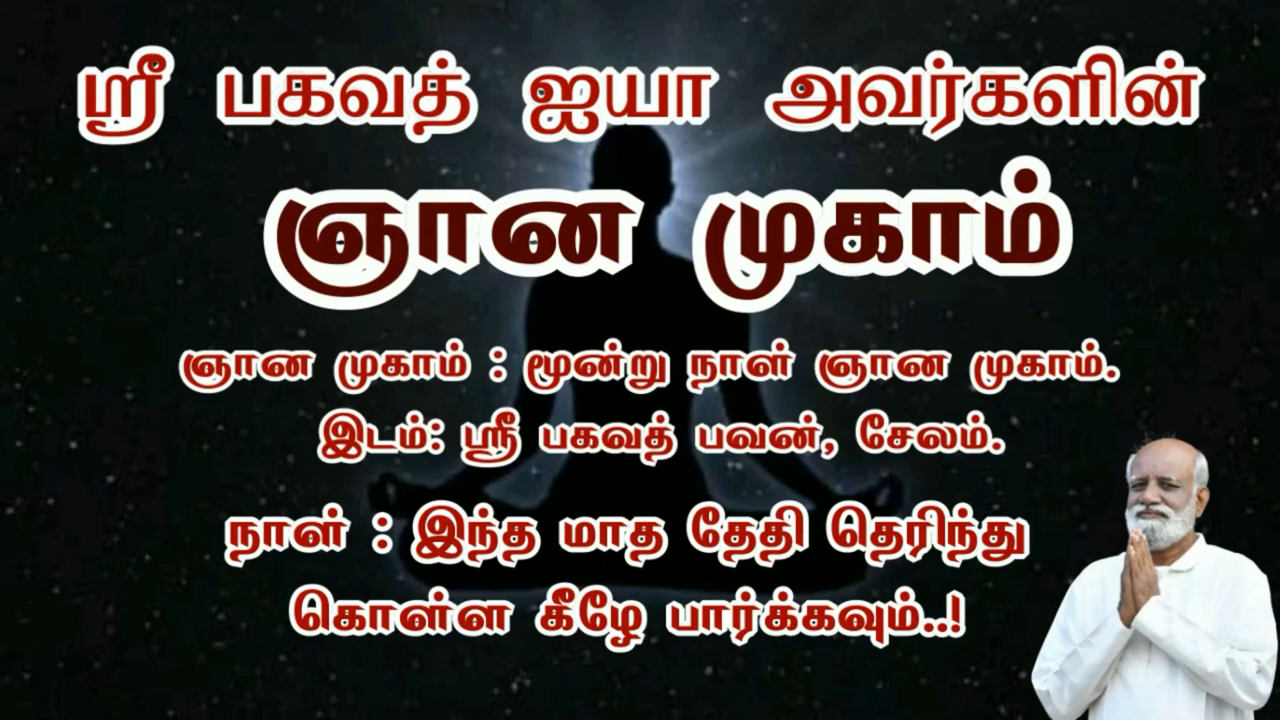 ஸ்ரீ பகவத் ஐயா அவர்களின்
ஞான முகாம்
ஞான முகாம் : மூன்று நாள் ஞான முகாம்.
இடம்: ஸ்ரீ பகவத் பவன், சேலம்.
நாள் : இந்த மாத தேதி தெரிந்து
கொள்ள கீழே பார்க்கவும்..!